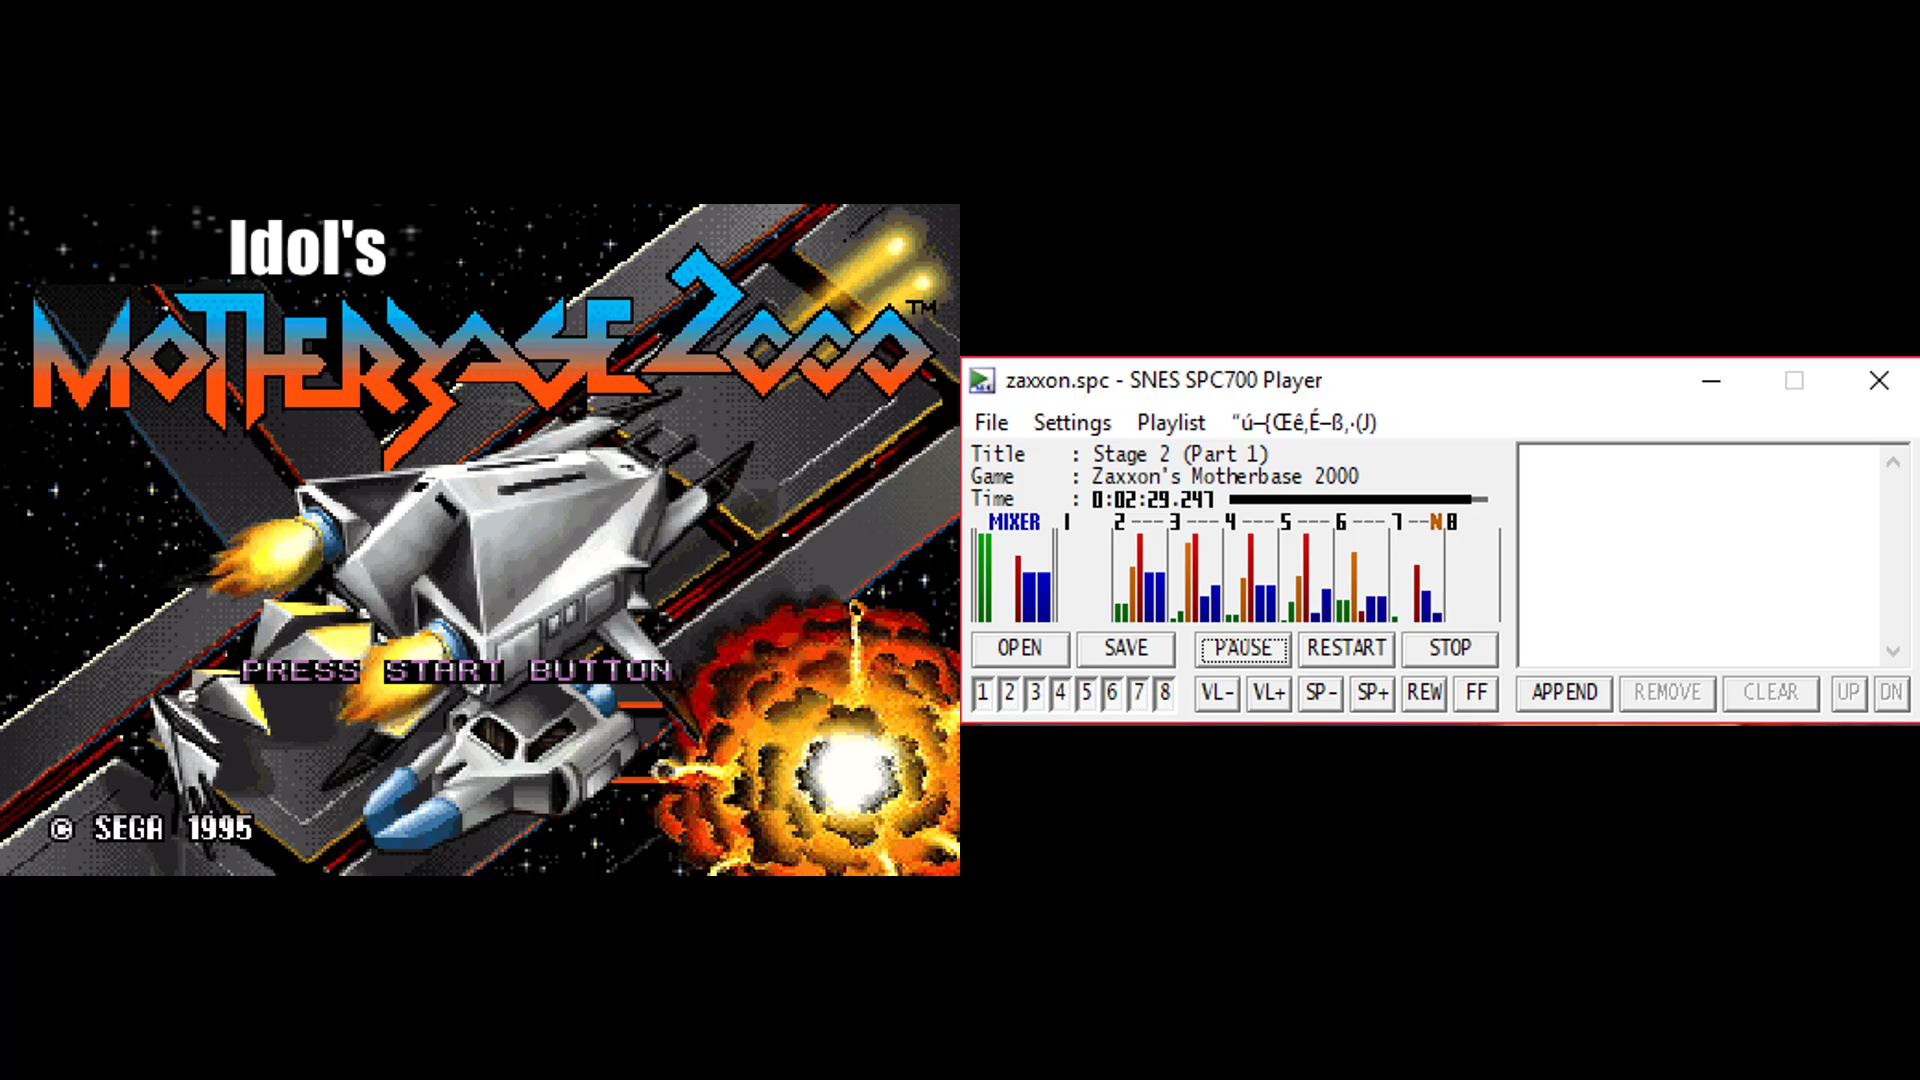 Idol's
MOTHERBASE 2000 TM
PRESS START BUTTON
© SEGA 1995
zaxxon.spc - SNES SPC700 Player
File Settings Playlist “ú–{Œê‚É–ß‚·(J)
Title : Stage 2 (Part 1)
Game : Zaxxon's Motherbase 2000
Time : 0:02:29.247
MIXER 1 2---3---4---5---6---7--N8
OPEN SAVE PAUSE RESTART STOP
1 2 3 4 5 6 7 8 VL- VL+ SP- SP+ REW FF APPEND REMOVE CLEAR UP DN